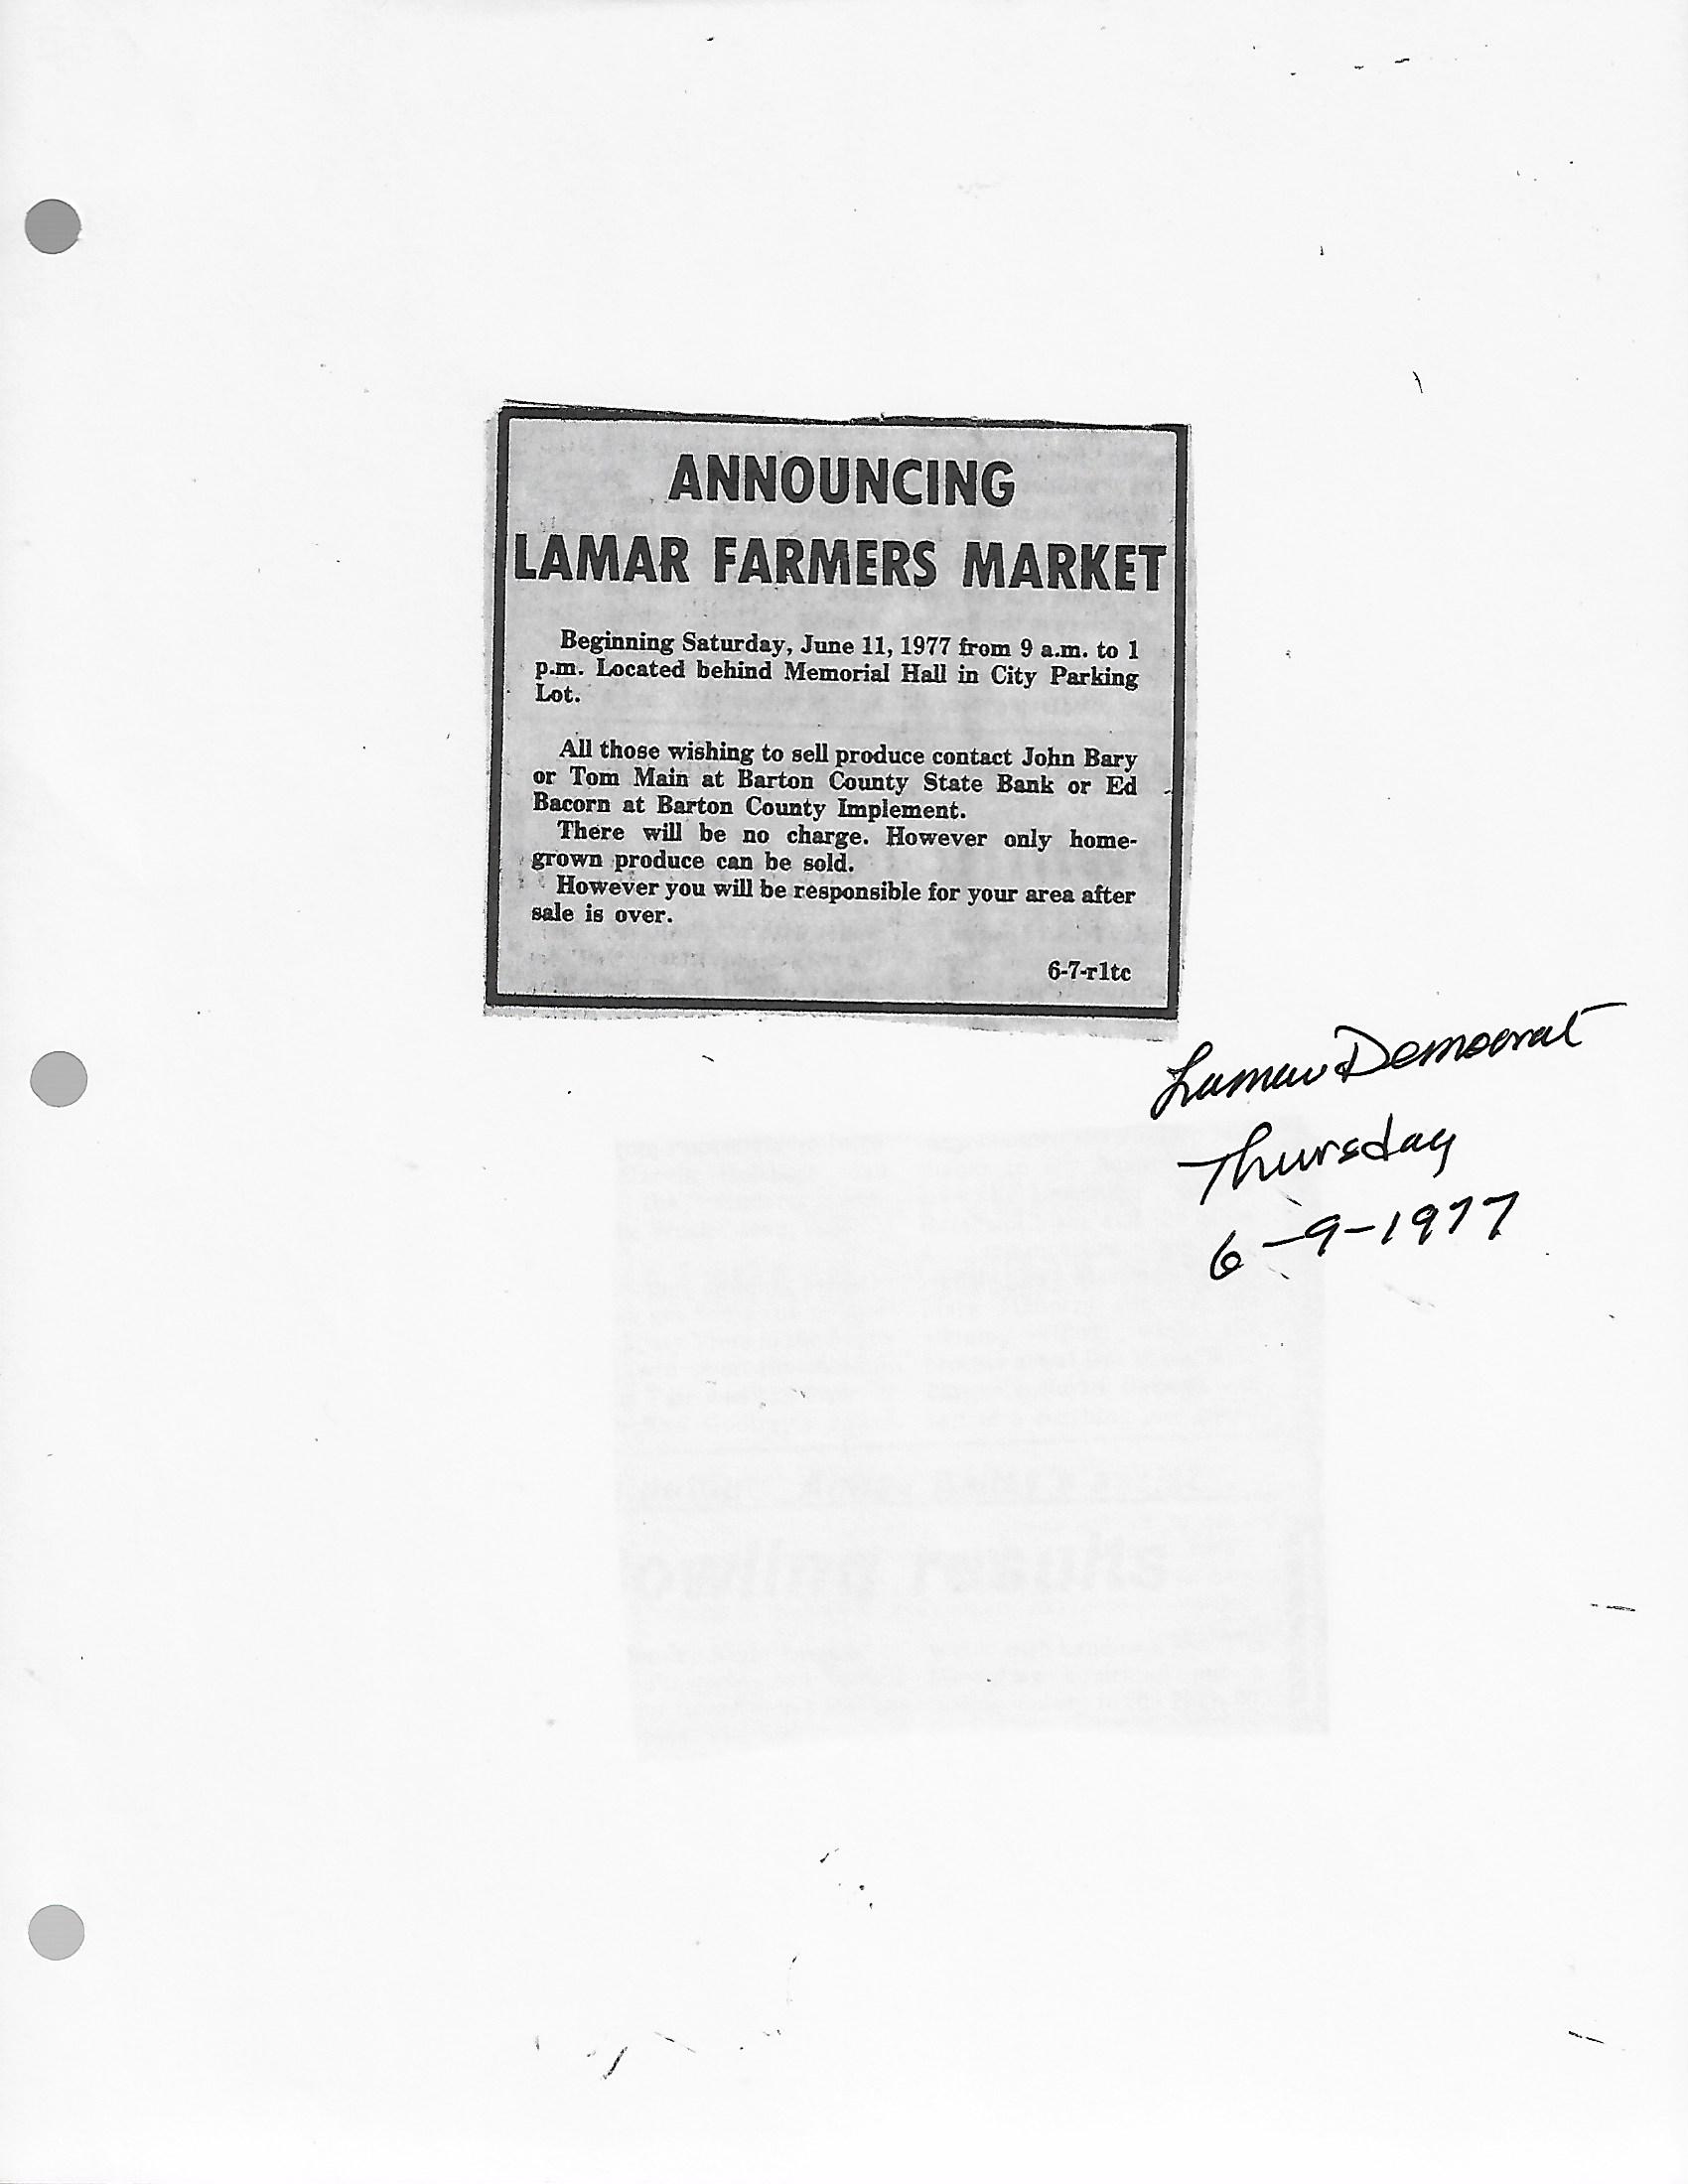 ANNOUNCING
LAMAR FARMERS MARKET
Beginning Saturday, June 11, 1977 from 9 a.m. to 1
p.m. Located behind Memorial Hall in City Parking
Lot.
All those wishing to sell produce contact John Bary
or Tom Main at Barton County State Bank or Ed
Bacorn at Barton County Implement.
There will be no charge. However only home-
grown produce can be sold.
However you will be responsible for your area after
sale is over.
6-7-r1tc
Lamar Democrat
Thursday
6-9-1977